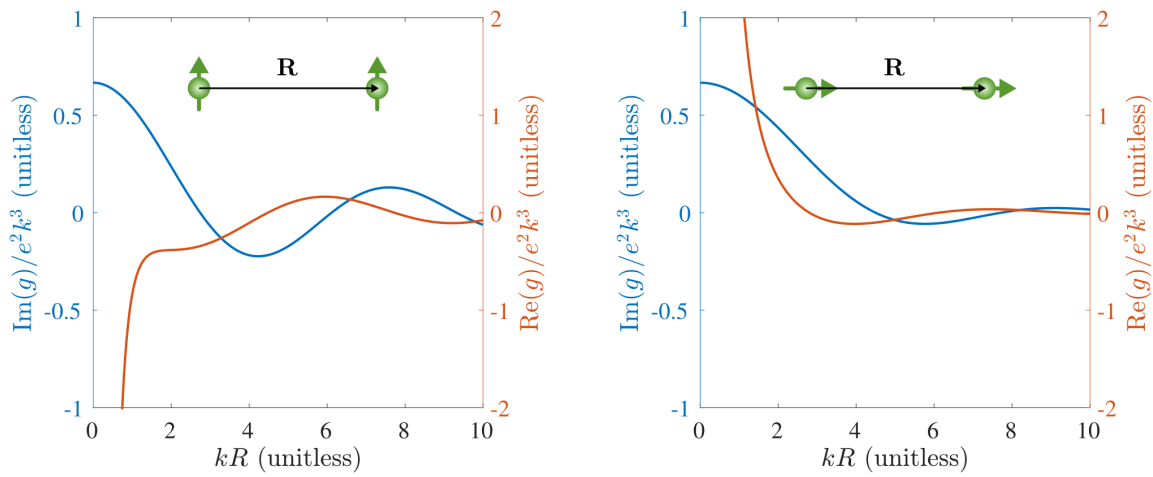 1
0.5
0
-0.5
-1
Im(g)/e²k³ (unitless)
R
2
1
0
-1
-2
Re(g)/e²k³ (unitless)
0 2 4 6 8 10
kR (unitless)
1
0.5
0
-0.5
-1
Im(g)/e²k³ (unitless)
R
2
1
0
-1
-2
Re(g)/e²k³ (unitless)
0 2 4 6 8 10
kR (unitless)